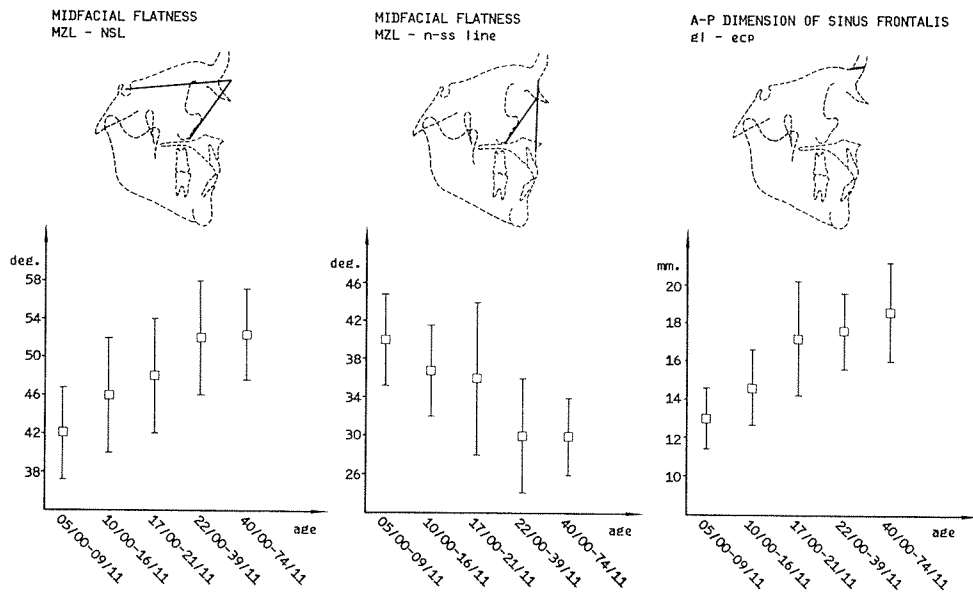 MIDFACIAL FLATNESS
MZL - NSL
deg.
58
54
50
46
42
38
age
05/00-09/11
10/00-16/11
17/00-21/11
22/00-39/11
40/00-74/11
MIDFACIAL FLATNESS
MZL - n-ss line
deg.
46
42
38
34
30
26
age
05/00-09/11
10/00-16/11
17/00-21/11
22/00-39/11
40/00-74/11
A-P DIMENSION OF SINUS FRONTALIS
gl - ecp
mm.
20
18
16
14
12
10
age
05/00-09/11
10/00-16/11
17/00-21/11
22/00-39/11
40/00-74/11